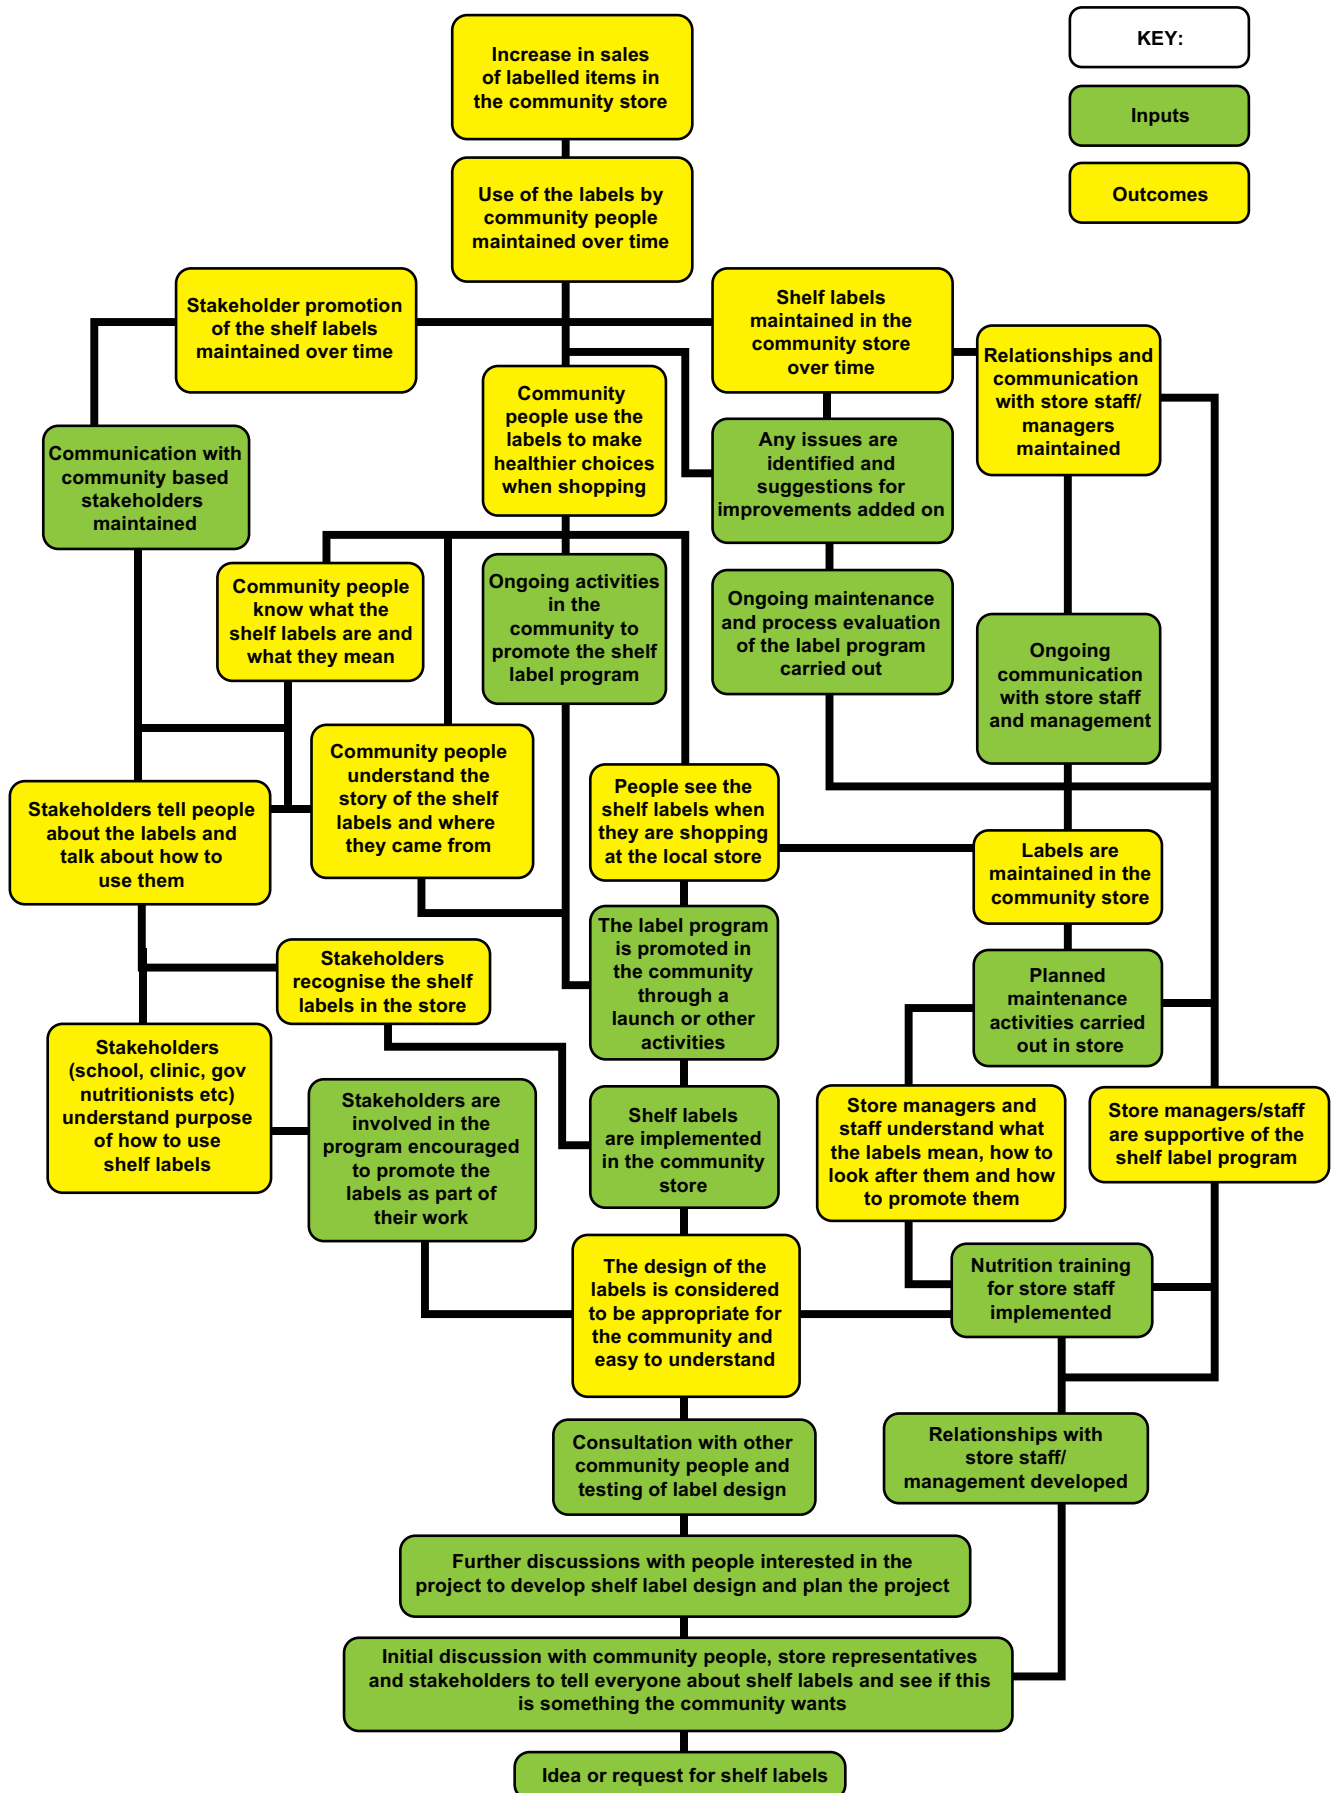 KEY:
Inputs
Outcomes
Increase in sales
of labelled items in
the community store
Use of the labels by
community people
maintained over time
Stakeholder promotion
of the shelf labels
maintained over time
Shelf labels
maintained in the
community store
over time
Relationships and
communication
with store staff/
managers
maintained
Community
people use the
labels to make
healthier choices
when shopping
Communication with
community based
stakeholders
maintained
Any issues are
identified and
suggestions for
improvements added on
Community people
know what the
shelf labels are and
what they mean
Ongoing activities
in the
community to
promote the shelf
label program
Ongoing maintenance
and process evaluation
of the label program
carried out
Ongoing
communication
with store staff
and management
Community people
understand the
story of the shelf
labels and where
they came from
People see the
shelf labels when
they are shopping
at the local store
Stakeholders tell people
about the labels and
talk about how to
use them
Labels are
maintained in the
community store
The label program
is promoted in
the community
through a
launch or other
activities
Stakeholders
recognise the shelf
labels in the store
Planned
maintenance
activities carried
out in store
Stakeholders
(school, clinic, gov
nutritionists etc)
understand purpose
of how to use
shelf labels
Stakeholders are
involved in the
program encouraged
to promote the
labels as part of
their work
Shelf labels
are implemented
in the community
store
Store managers and
staff understand what
the labels mean, how to
look after them and how
to promote them
Store managers/staff
are supportive of the
shelf label program
The design of the
labels is considered
to be appropriate for
the community and
easy to understand
Nutrition training
for store staff
implemented
Consultation with other
community people and
testing of label design
Relationships with
store staff/
management developed
Further discussions with people interested in the
project to develop shelf label design and plan the project
Initial discussion with community people, store representatives
and stakeholders to tell everyone about shelf labels and see if this
is something the community wants
Idea or request for shelf labels